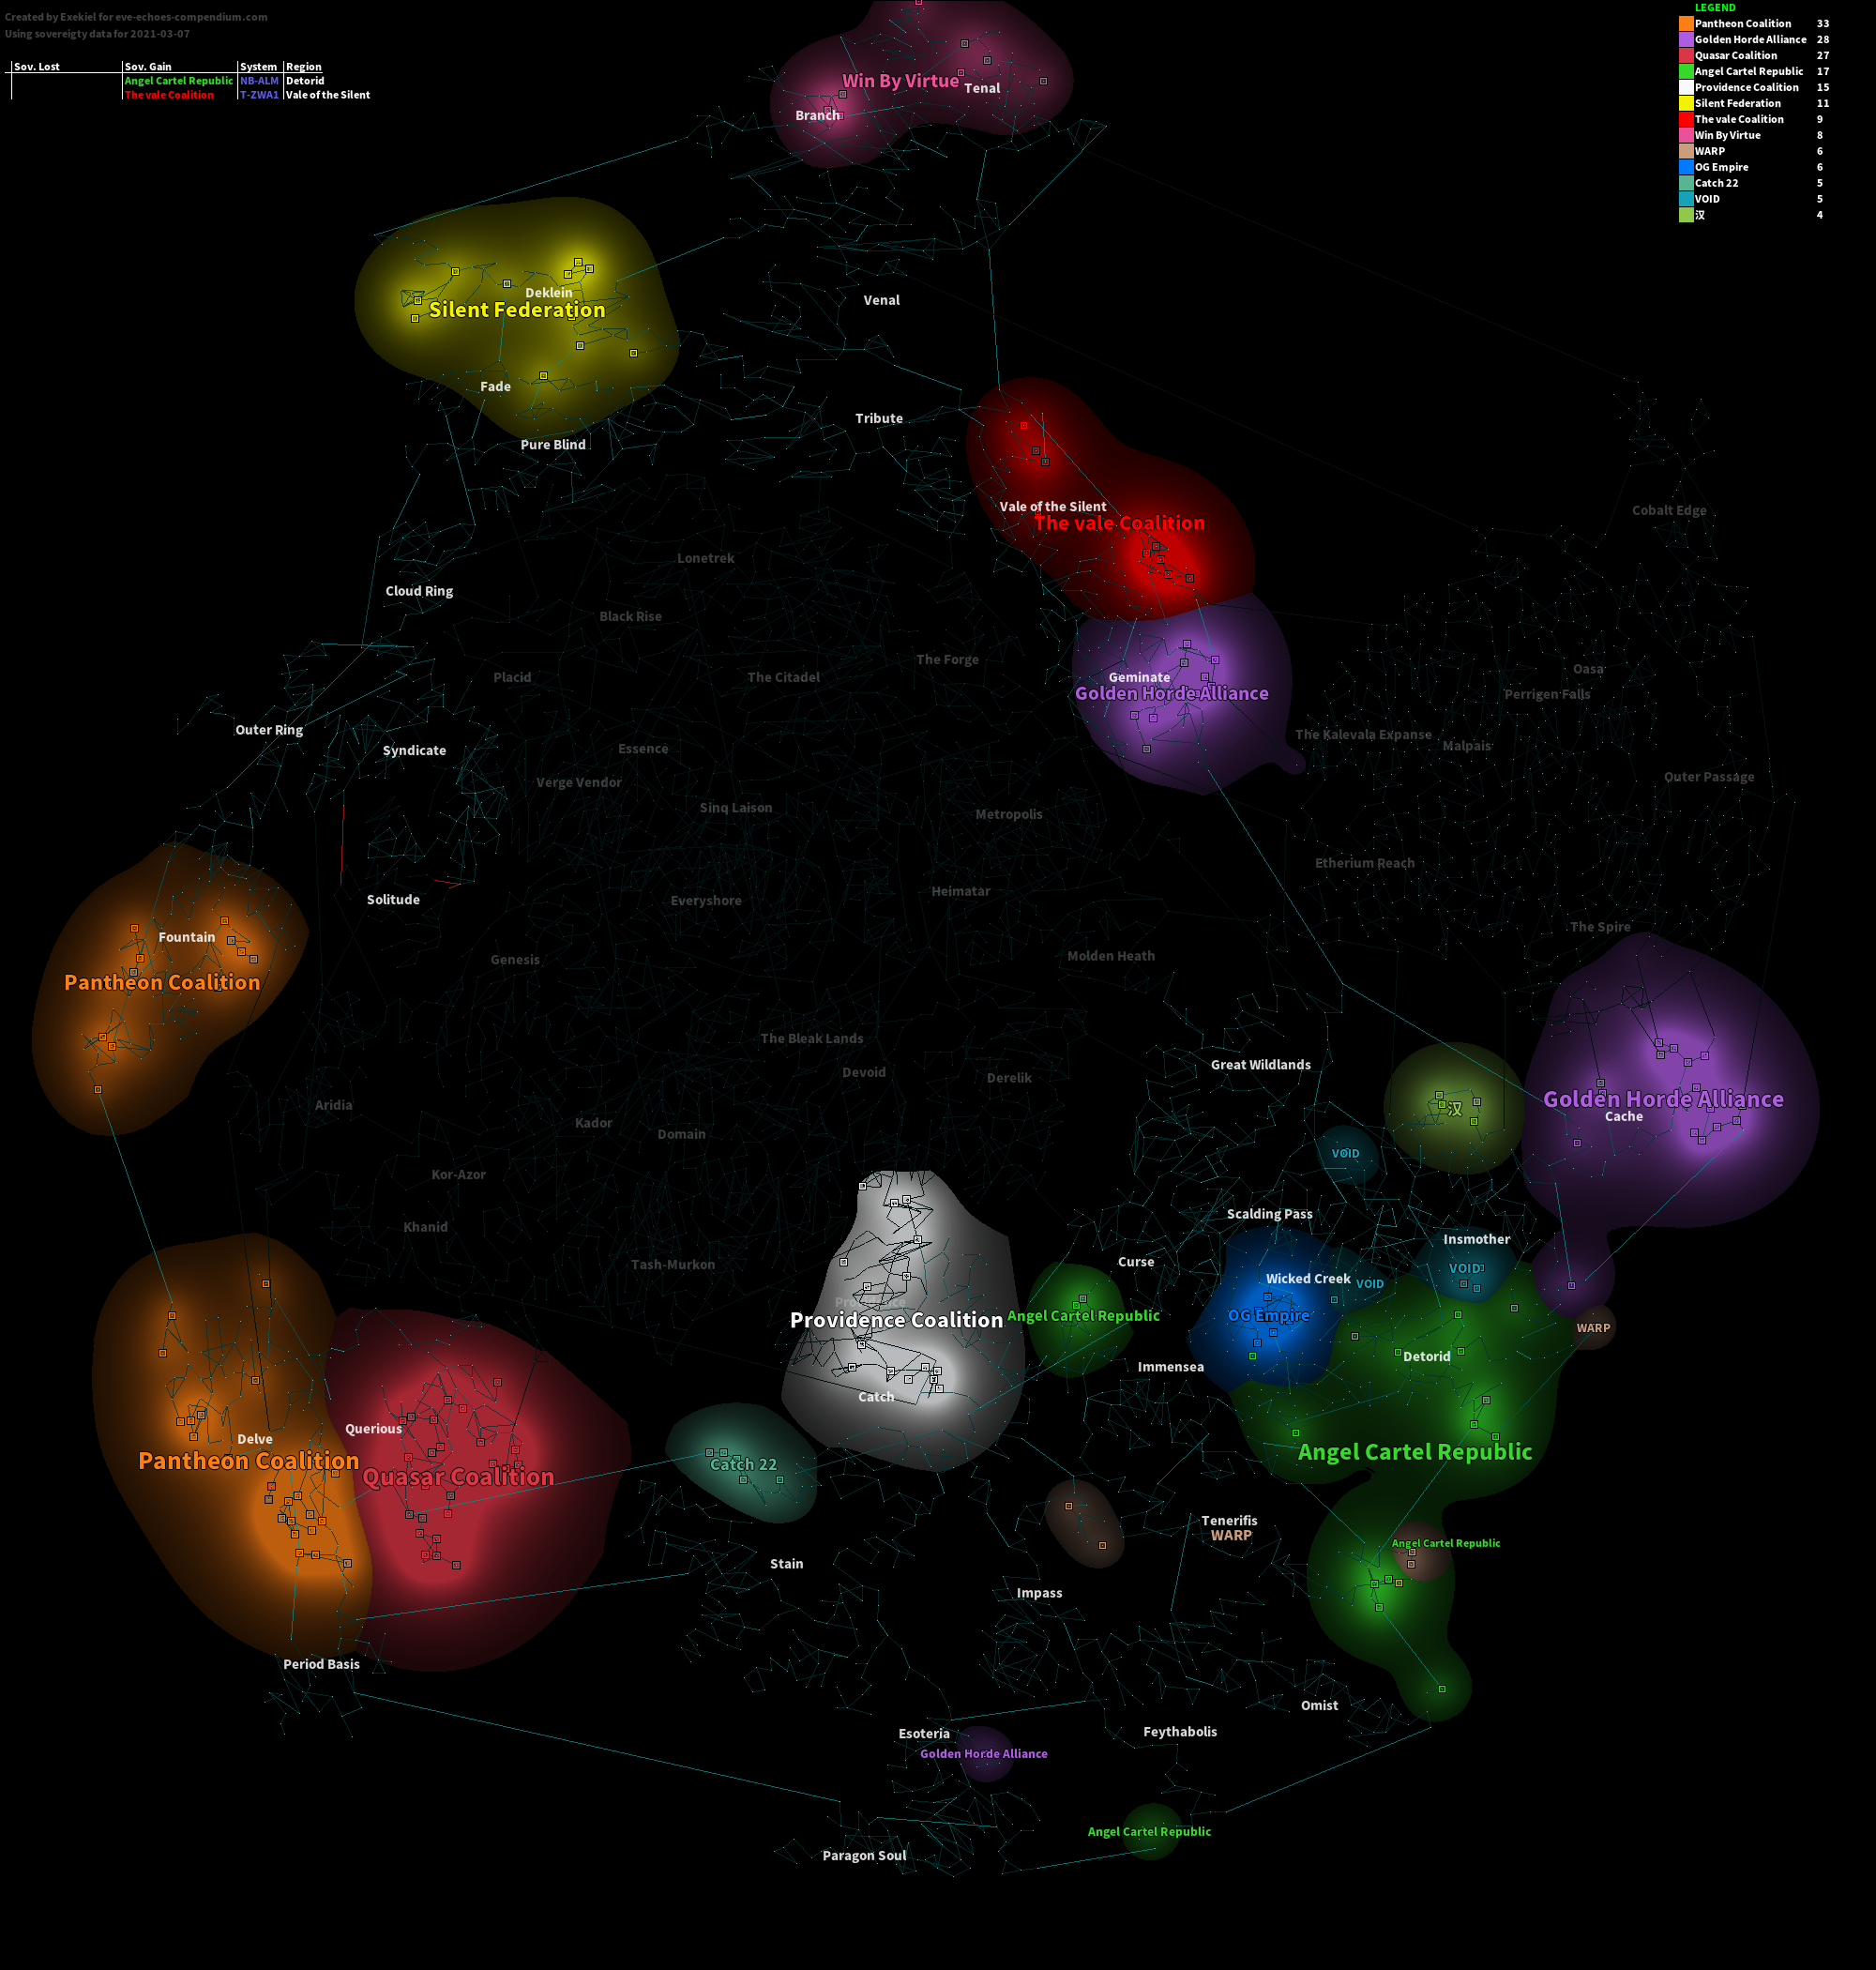 Created by Exekiel for eve-echoes-compendium.com
Using sovereigty data for 2021-03-07
Sov. Lost Sov. Gain System Region
Angel Cartel Republic NB-ALM Detorid
The vale Coalition T-ZWA1 Vale of the Silent
LEGEND
Pantheon Coalition 33
Golden Horde Alliance 28
Quasar Coalition 27
Angel Cartel Republic 17
Providence Coalition 15
Silent Federation 11
The vale Coalition 9
Win By Virtue 8
WARP 6
OG Empire 6
Catch 22 5
VOID 5
汉 4
Win By Virtue
Tenal
Branch
Deklein
Silent Federation
Venal
Fade
Tribute
Pure Blind
Vale of the Silent
The vale Coalition
Cobalt Edge
Lonetrek
Cloud Ring
Black Rise
The Forge
Oasa
Placid
The Citadel
Geminate
Golden Horde Alliance
Perrigen Falls
Outer Ring
Syndicate
Essence
The Kalevala Expanse
Malpais
Verge Vendor
Outer Passage
Sinq Laison
Metropolis
Etherium Reach
Solitude
Everyshore
Heimatar
The Spire
Fountain
Pantheon Coalition
Genesis
Molden Heath
The Bleak Lands
Great Wildlands
Devoid
Derelik
Aridia
Golden Horde Alliance
汉
Cache
Kador
Domain
VOID
Kor-Azor
Scalding Pass
Khanid
Insmother
Tash-Murkon
Curse
VOID
Wicked Creek
VOID
Providence
Providence Coalition
Angel Cartel Republic
OG Empire
WARP
Detorid
Immensea
Catch
Querious
Delve
Angel Cartel Republic
Pantheon Coalition
Catch 22
Quasar Coalition
Tenerifis
WARP
Angel Cartel Republic
Stain
Impass
Period Basis
Omist
Esoteria
Feythabolis
Golden Horde Alliance
Angel Cartel Republic
Paragon Soul